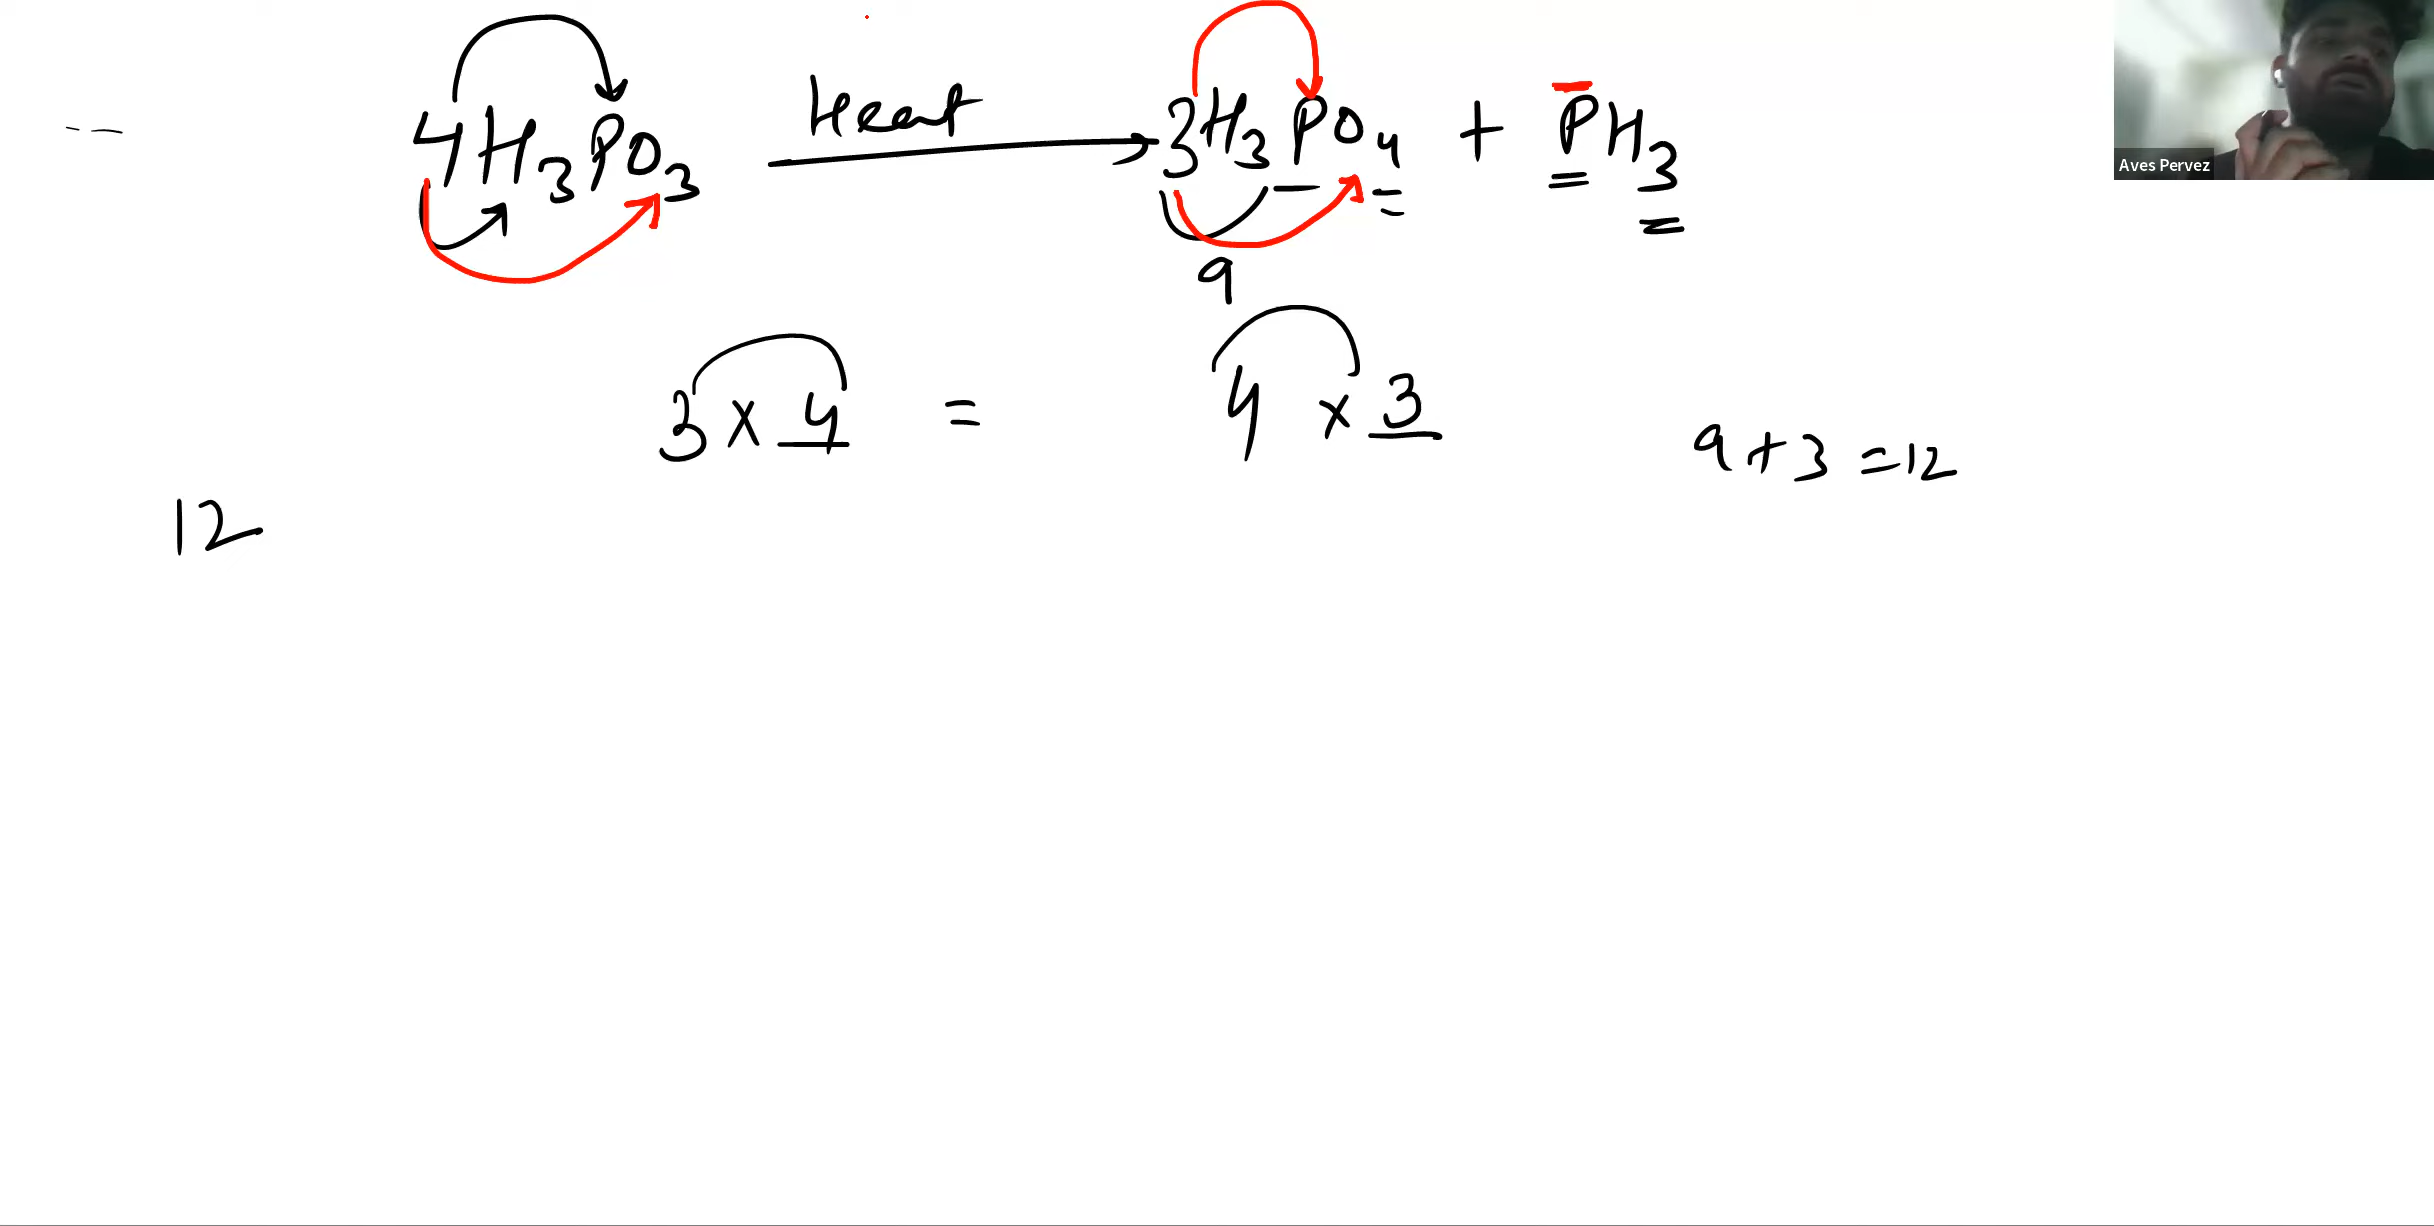 4H₃PO₃ Heat 3H₃PO₄ + PH₃
Aves Pervez
9
3 × 4 = 4 × 3
9 + 3 = 12
12